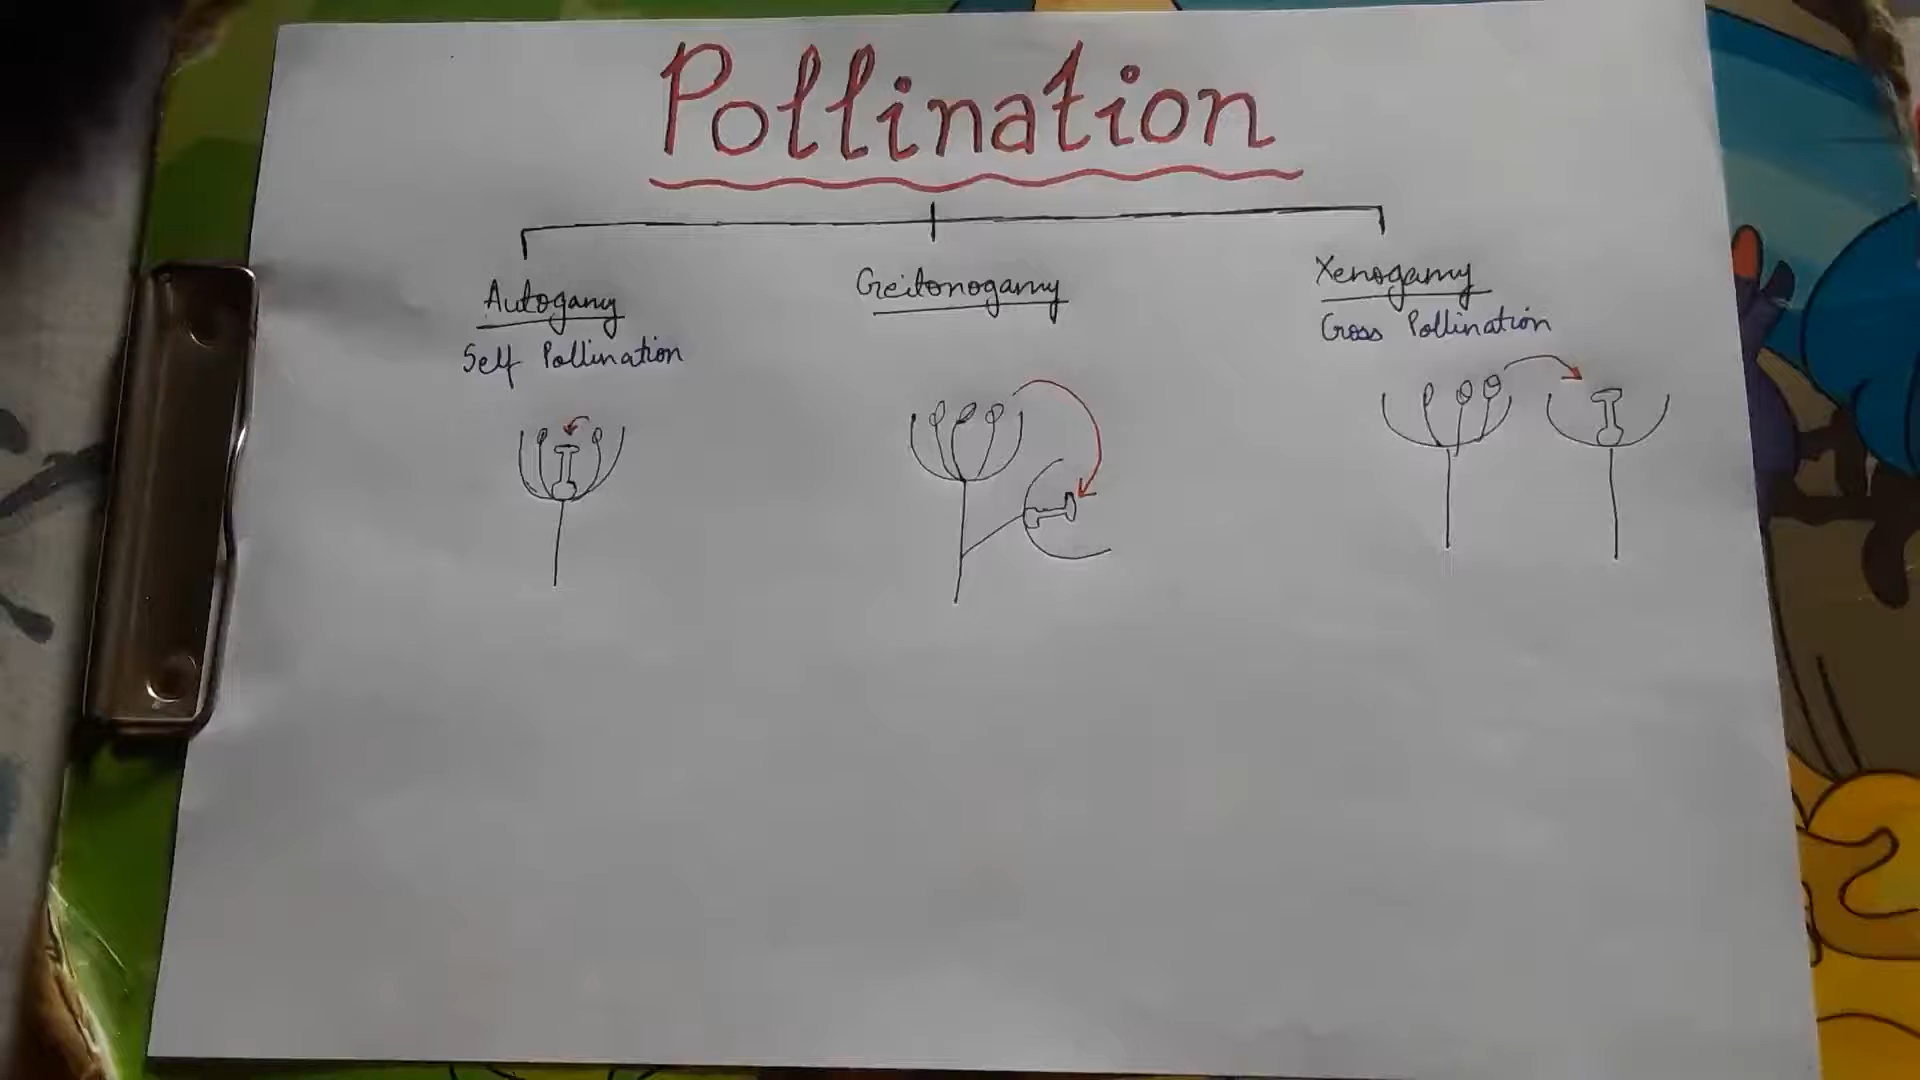 Pollination
Autogamy
Self Pollination
Geitonogamy
Xenogamy
Cross Pollination